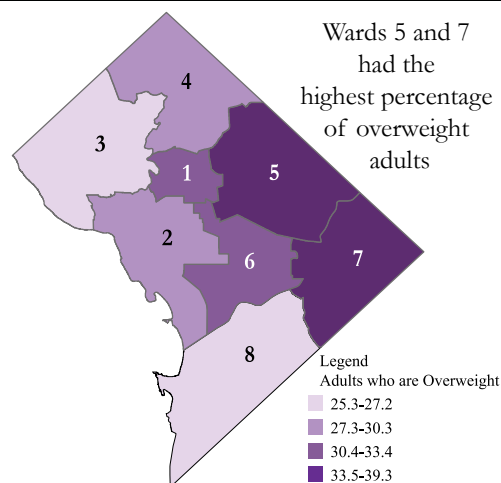 Wards 5 and 7
had the
highest percentage
of overweight
adults
4
3
1
5
2
6
7
8
Legend
Adults who are Overweight
25.3-27.2
27.3-30.3
30.4-33.4
33.5-39.3